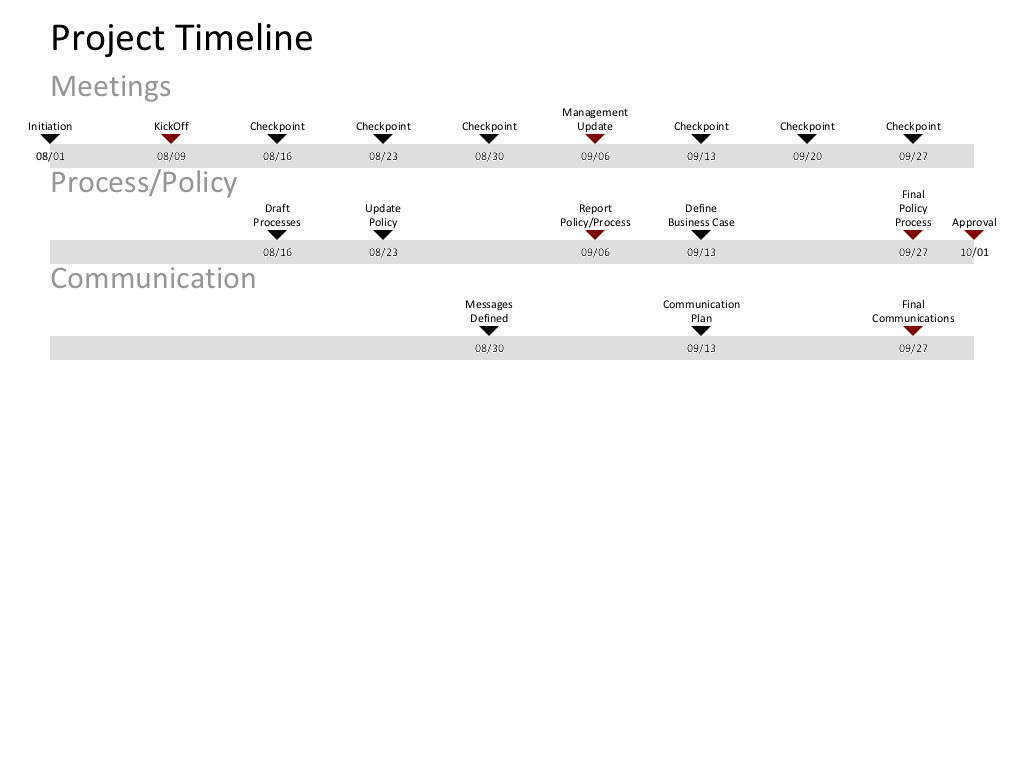 Project Timeline
Meetings
Management
Initiation KickOff Checkpoint Checkpoint Checkpoint Update Checkpoint Checkpoint Checkpoint
08/01 08/09 08/16 08/23 08/30 09/06 09/13 09/20 09/27
Process/Policy
Final
Draft Update Report Define Policy
Processes Policy Policy/Process Business Case Process Approval
08/16 08/23 09/06 09/13 09/27 10/01
Communication
Messages Communication Final
Defined Plan Communications
08/30 09/13 09/27